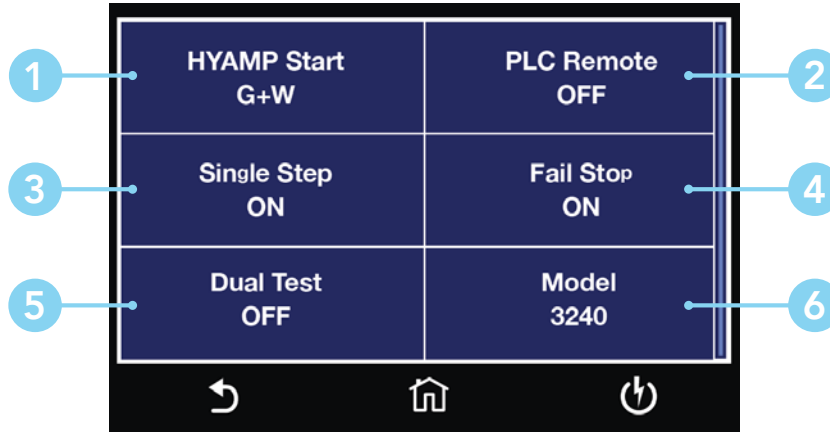 1
HYAMP Start
G+W
PLC Remote
OFF
2
3
Single Step
ON
Fail Stop
ON
4
5
Dual Test
OFF
Model
3240
6